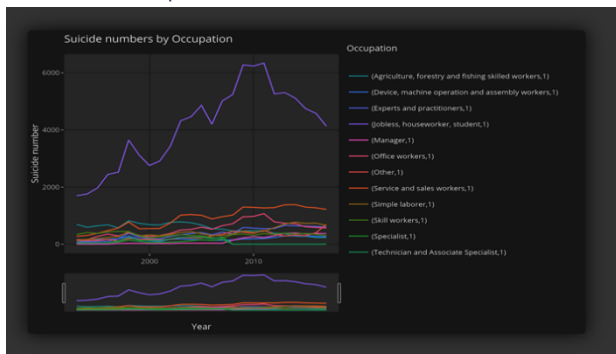 Suicide numbers by Occupation
Occupation
6000
4000
2000
0
Suicide number
2000
2010
Year
(Agriculture, forestry and fishing skilled workers,1)
(Device, machine operation and assembly workers,1)
(Experts and practitioners,1)
(Jobless, houseworker, student,1)
(Manager,1)
(Office workers,1)
(Other,1)
(Service and sales workers,1)
(Simple laborer,1)
(Skill workers,1)
(Specialist,1)
(Technician and Associate Specialist,1)